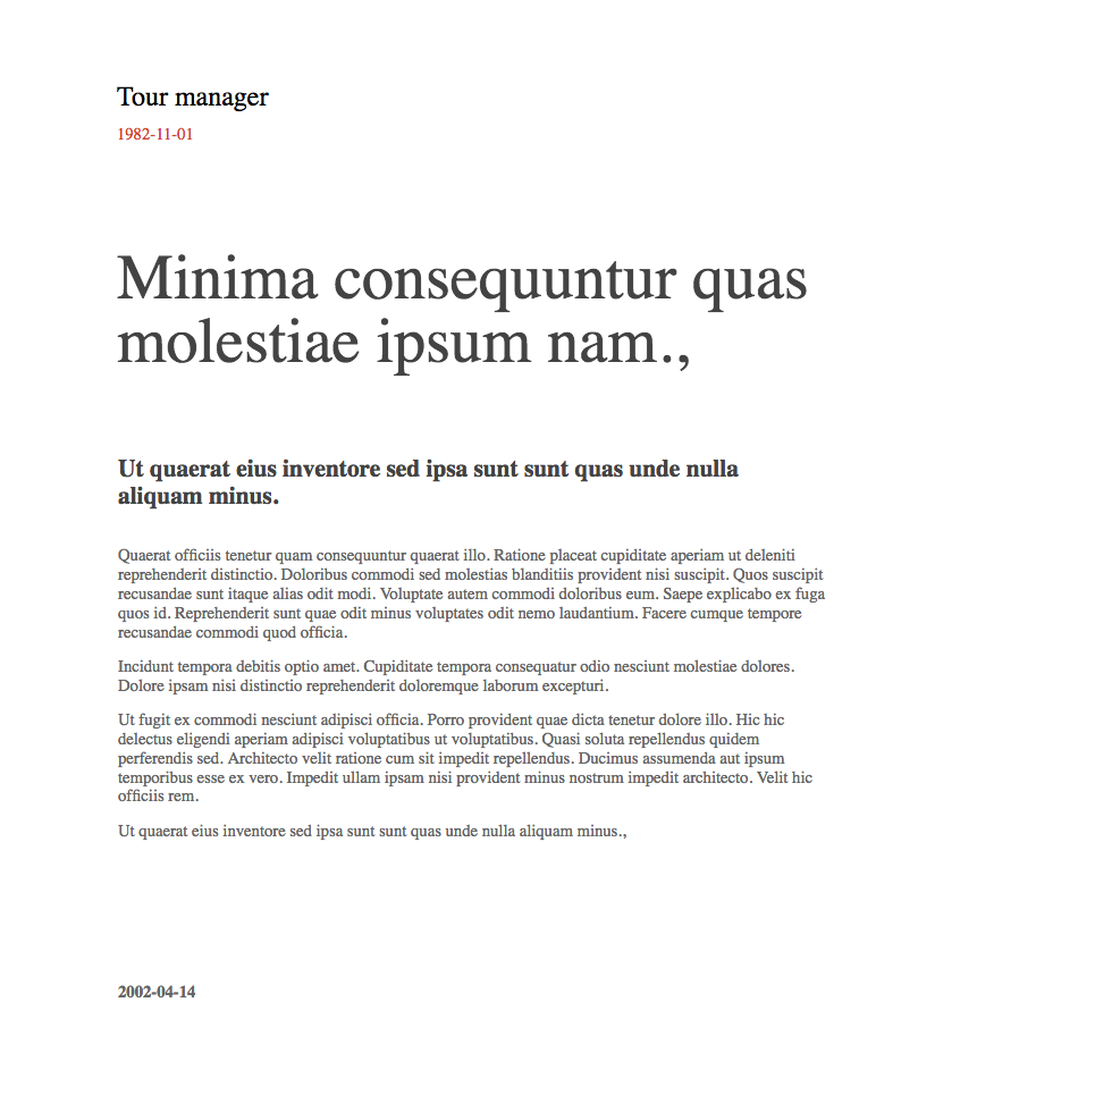 Tour manager
1982-11-01
Minima consequuntur quas
molestiae ipsum nam.,
Ut quaerat eius inventore sed ipsa sunt sunt quas unde nulla
aliquam minus.
Quaerat officiis tenetur quam consequuntur quaerat illo. Ratione placeat cupiditate aperiam ut deleniti
reprehenderit distinctio. Doloribus commodi sed molestias blanditiis provident nisi suscipit. Quos suscipit
recusandae sunt itaque alias odit modi. Voluptate autem commodi doloribus eum. Saepe explicabo ex fuga
quos id. Reprehenderit sunt quae odit minus voluptates odit nemo laudantium. Facere cumque tempore
recusandae commodi quod officia.
Incidunt tempora debitis optio amet. Cupiditate tempora consequatur odio nesciunt molestiae dolores.
Dolore ipsam nisi distinctio reprehenderit doloremque laborum excepturi.
Ut fugit ex commodi nesciunt adipisci officia. Porro provident quae dicta tenetur dolore illo. Hic hic
delectus eligendi aperiam adipisci voluptatibus ut voluptatibus. Quasi soluta repellendus quidem
perferendis sed. Architecto velit ratione cum sit impedit repellendus. Ducimus assumenda aut ipsum
temporibus esse ex vero. Impedit ullam ipsam nisi provident minus nostrum impedit architecto. Velit hic
officiis rem.
Ut quaerat eius inventore sed ipsa sunt sunt quas unde nulla aliquam minus.,
2002-04-14